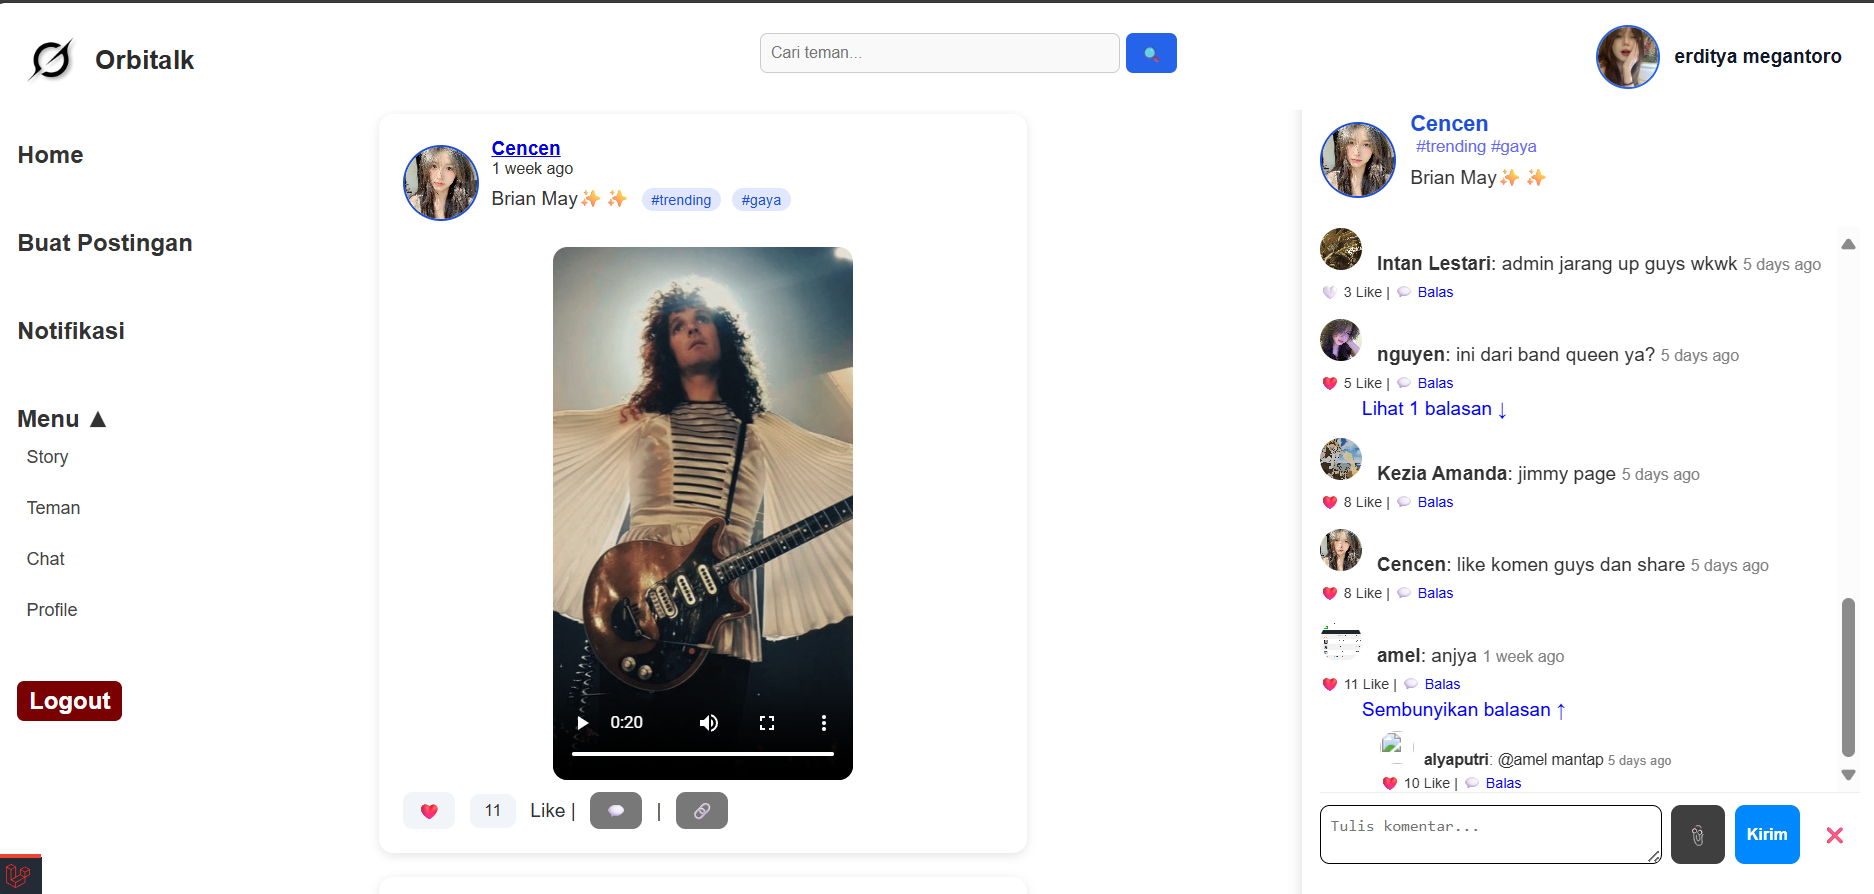 Orbitalk
Cari teman...
erditya megantoro
Home
Buat Postingan
Notifikasi
Menu ▲
Story
Teman
Chat
Profile
Logout
Cencen
1 week ago
Brian May✨ ✨ #trending #gaya
0:20
11 Like | |
Cencen
#trending #gaya
Brian May✨ ✨
Intan Lestari: admin jarang up guys wkwk 5 days ago
🤍 3 Like | 💬 Balas
nguyen: ini dari band queen ya? 5 days ago
❤️ 5 Like | 💬 Balas
Lihat 1 balasan ↓
Kezia Amanda: jimmy page 5 days ago
❤️ 8 Like | 💬 Balas
Cencen: like komen guys dan share 5 days ago
❤️ 8 Like | 💬 Balas
amel: anjya 1 week ago
❤️ 11 Like | 💬 Balas
Sembunyikan balasan ↑
alyaputri: @amel mantap 5 days ago
❤️ 10 Like | 💬 Balas
Tulis komentar...
Kirim